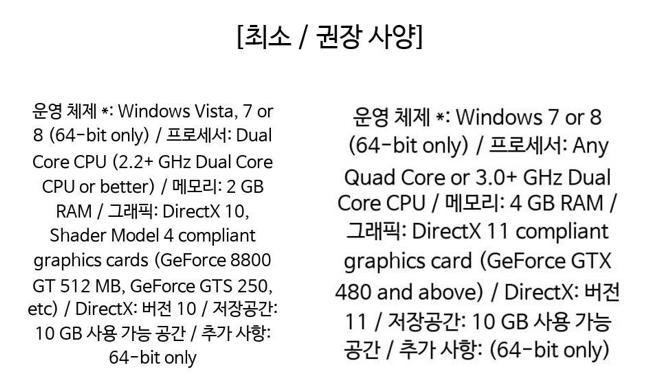 [최소 / 권장 사양]
운영 체제 *: Windows Vista, 7 or
8 (64-bit only) / 프로세서: Dual
Core CPU (2.2+ GHz Dual Core
CPU or better) / 메모리: 2 GB
RAM / 그래픽: DirectX 10,
Shader Model 4 compliant
graphics cards (GeForce 8800
GT 512 MB, GeForce GTS 250,
etc) / DirectX: 버전 10 / 저장공간:
10 GB 사용 가능 공간 / 추가 사항:
64-bit only
운영 체제 *: Windows 7 or 8
(64-bit only) / 프로세서: Any
Quad Core or 3.0+ GHz Dual
Core CPU / 메모리: 4 GB RAM /
그래픽: DirectX 11 compliant
graphics card (GeForce GTX
480 and above) / DirectX: 버전
11 / 저장공간: 10 GB 사용 가능
공간 / 추가 사항: (64-bit only)